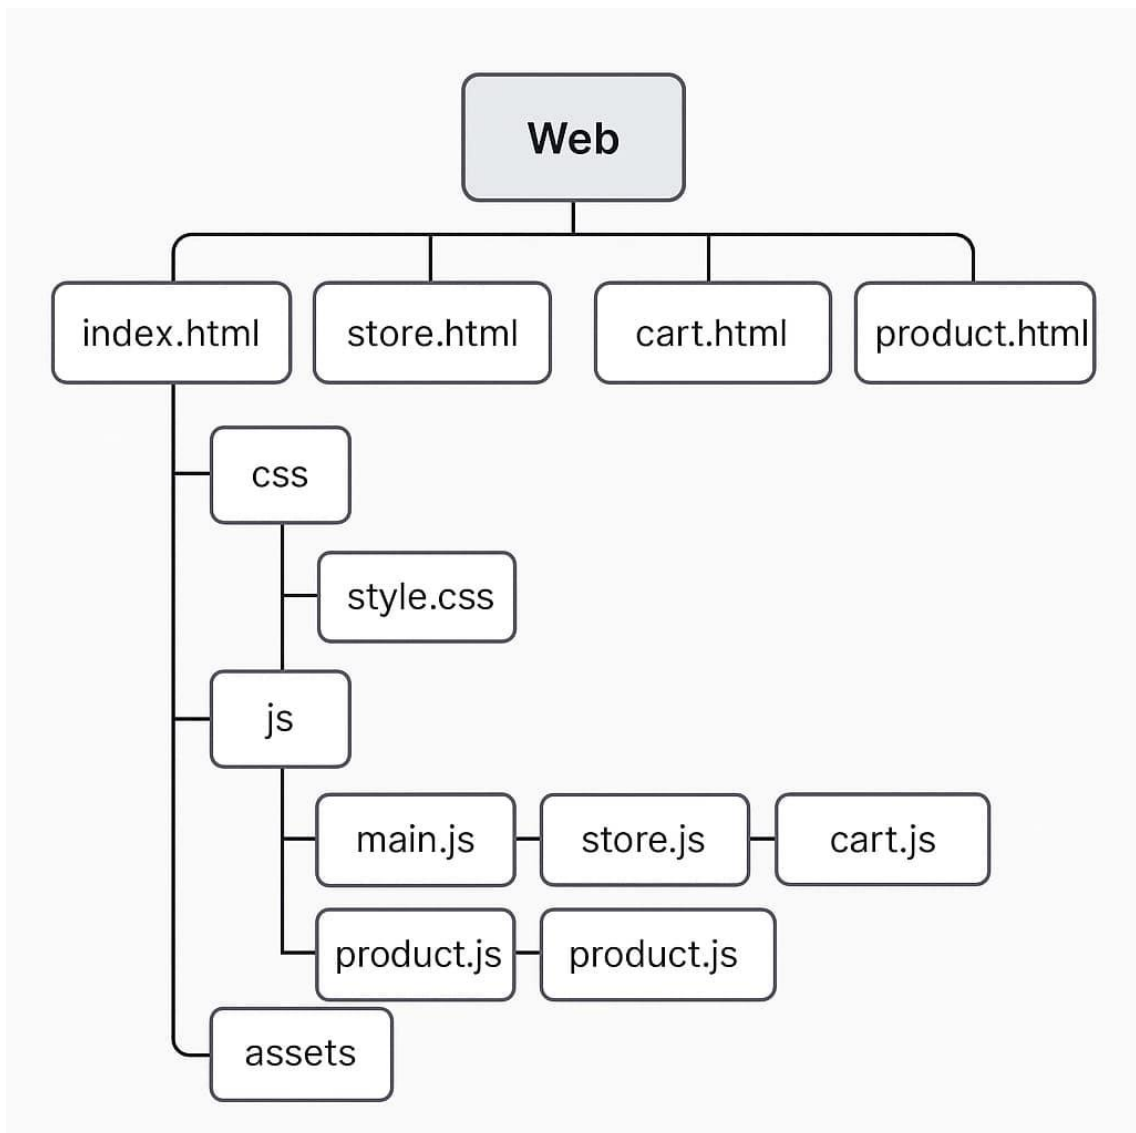 Web
index.html
store.html
cart.html
product.html
css
style.css
js
main.js
store.js
cart.js
product.js
product.js
assets